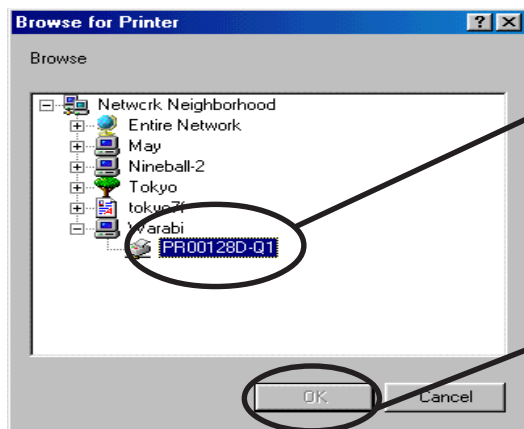 Browse for Printer
Browse
Network Neighborhood
Entire Network
May
Nineball-2
Tokyo
Warabi
PR00128D-Q1
OK
Cancel